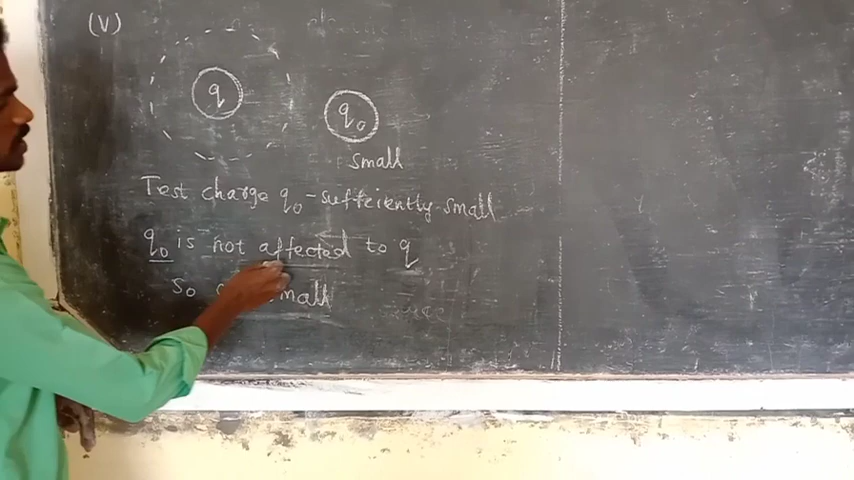 (V)
q
q₀
small
Test charge q₀ - sufficiently small
q₀ is not affected to q
so small